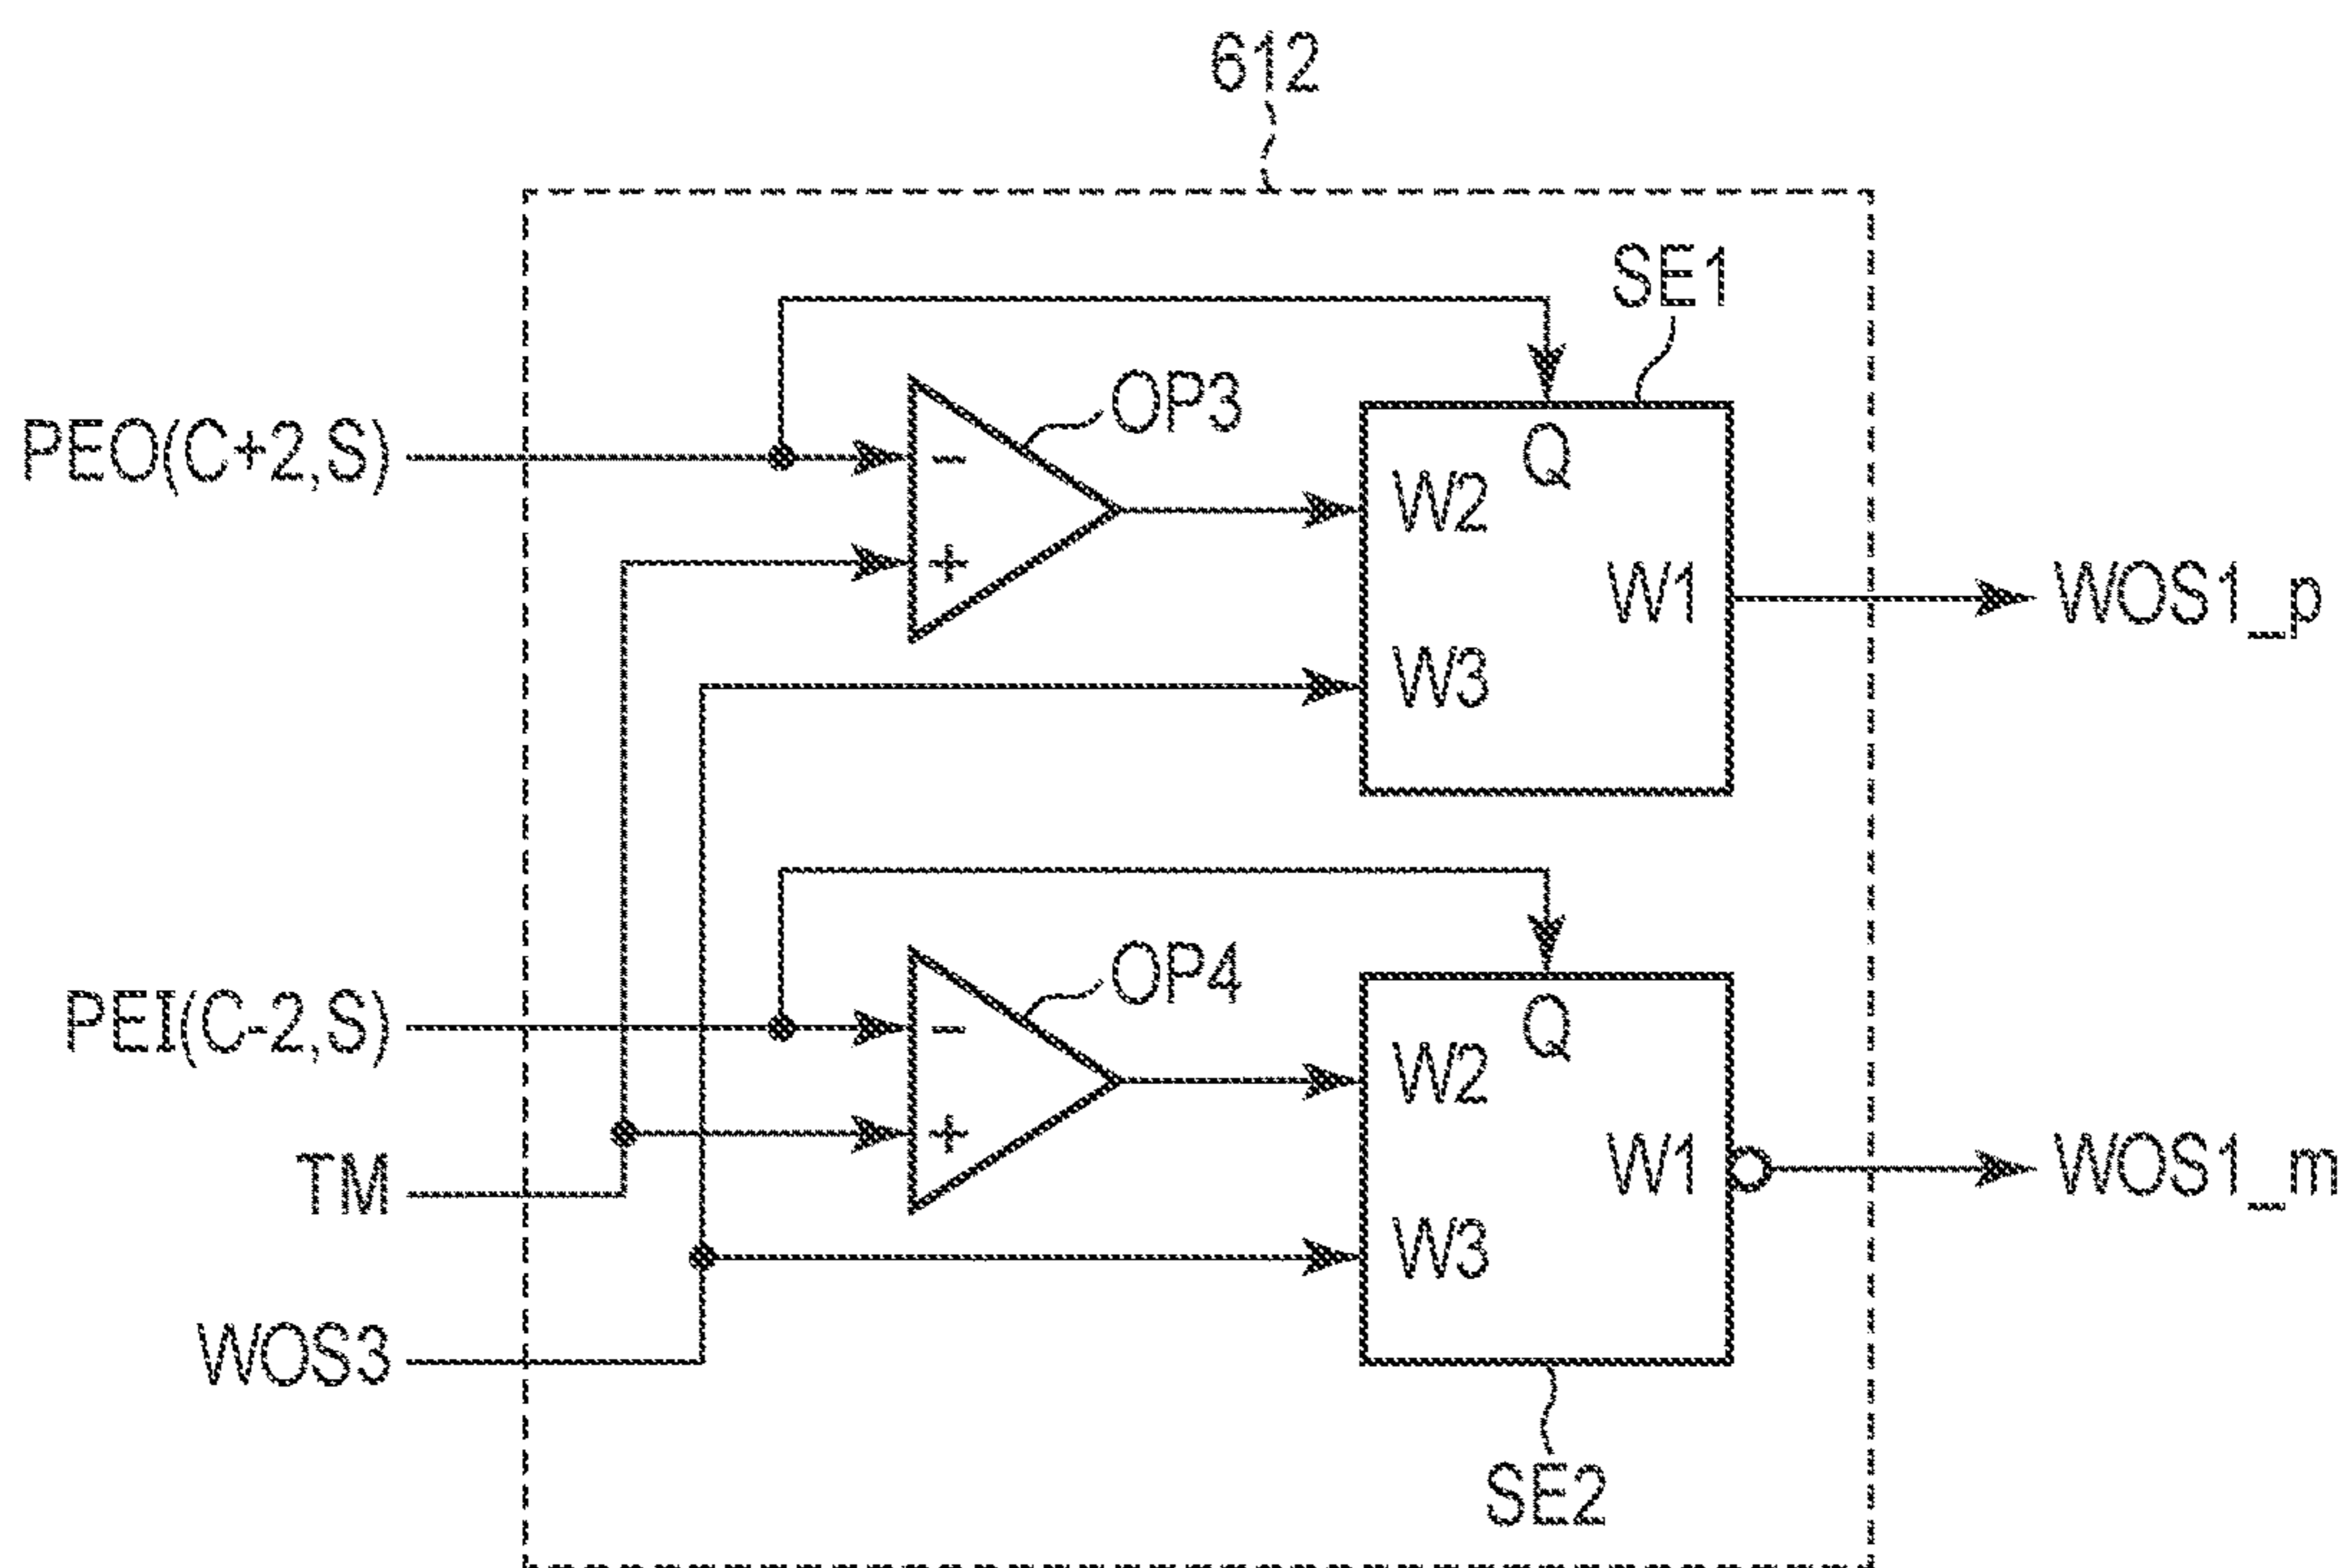 612
SE1
OP3
PEO(C+2,S)
-
+
Q
W2
W1
W3
WOS1_p
OP4
PEI(C-2,S)
-
+
Q
W2
W1
W3
WOS1_m
TM
WOS3
SE2